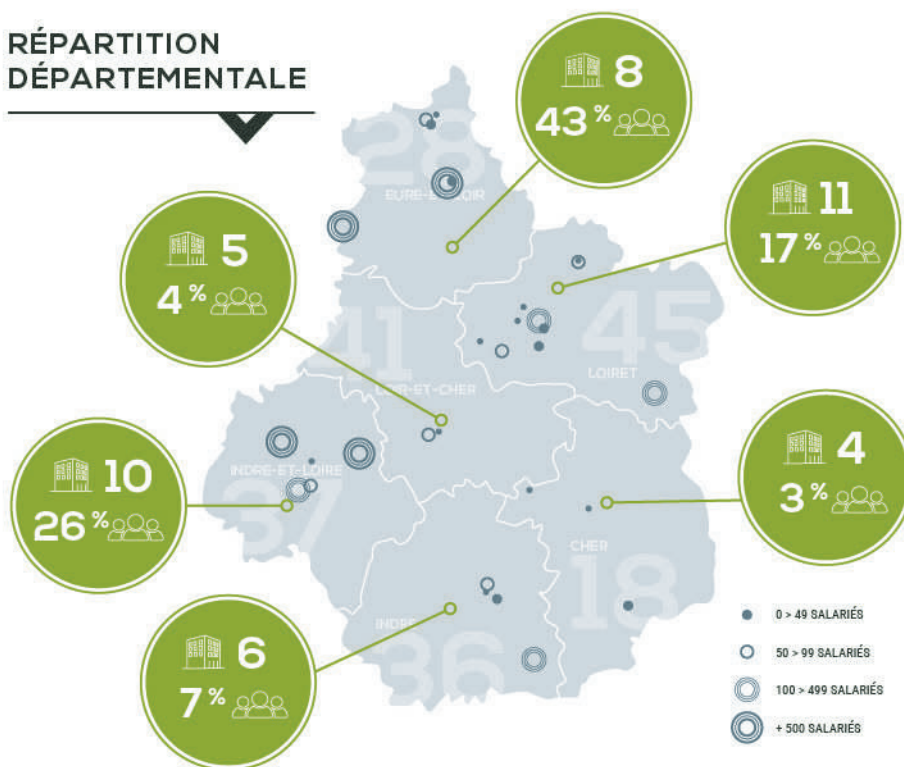 RÉPARTITION
DÉPARTEMENTALE
8
43 %
28
EURE-ET-LOIR
11
17 %
5
4 %
45
LOIRET
41
LOIR-ET-CHER
10
26 %
INDRE-ET-LOIRE
37
4
3 %
CHER
18
INDRE
36
6
7 %
0 > 49 SALARIÉS
50 > 99 SALARIÉS
100 > 499 SALARIÉS
+ 500 SALARIÉS